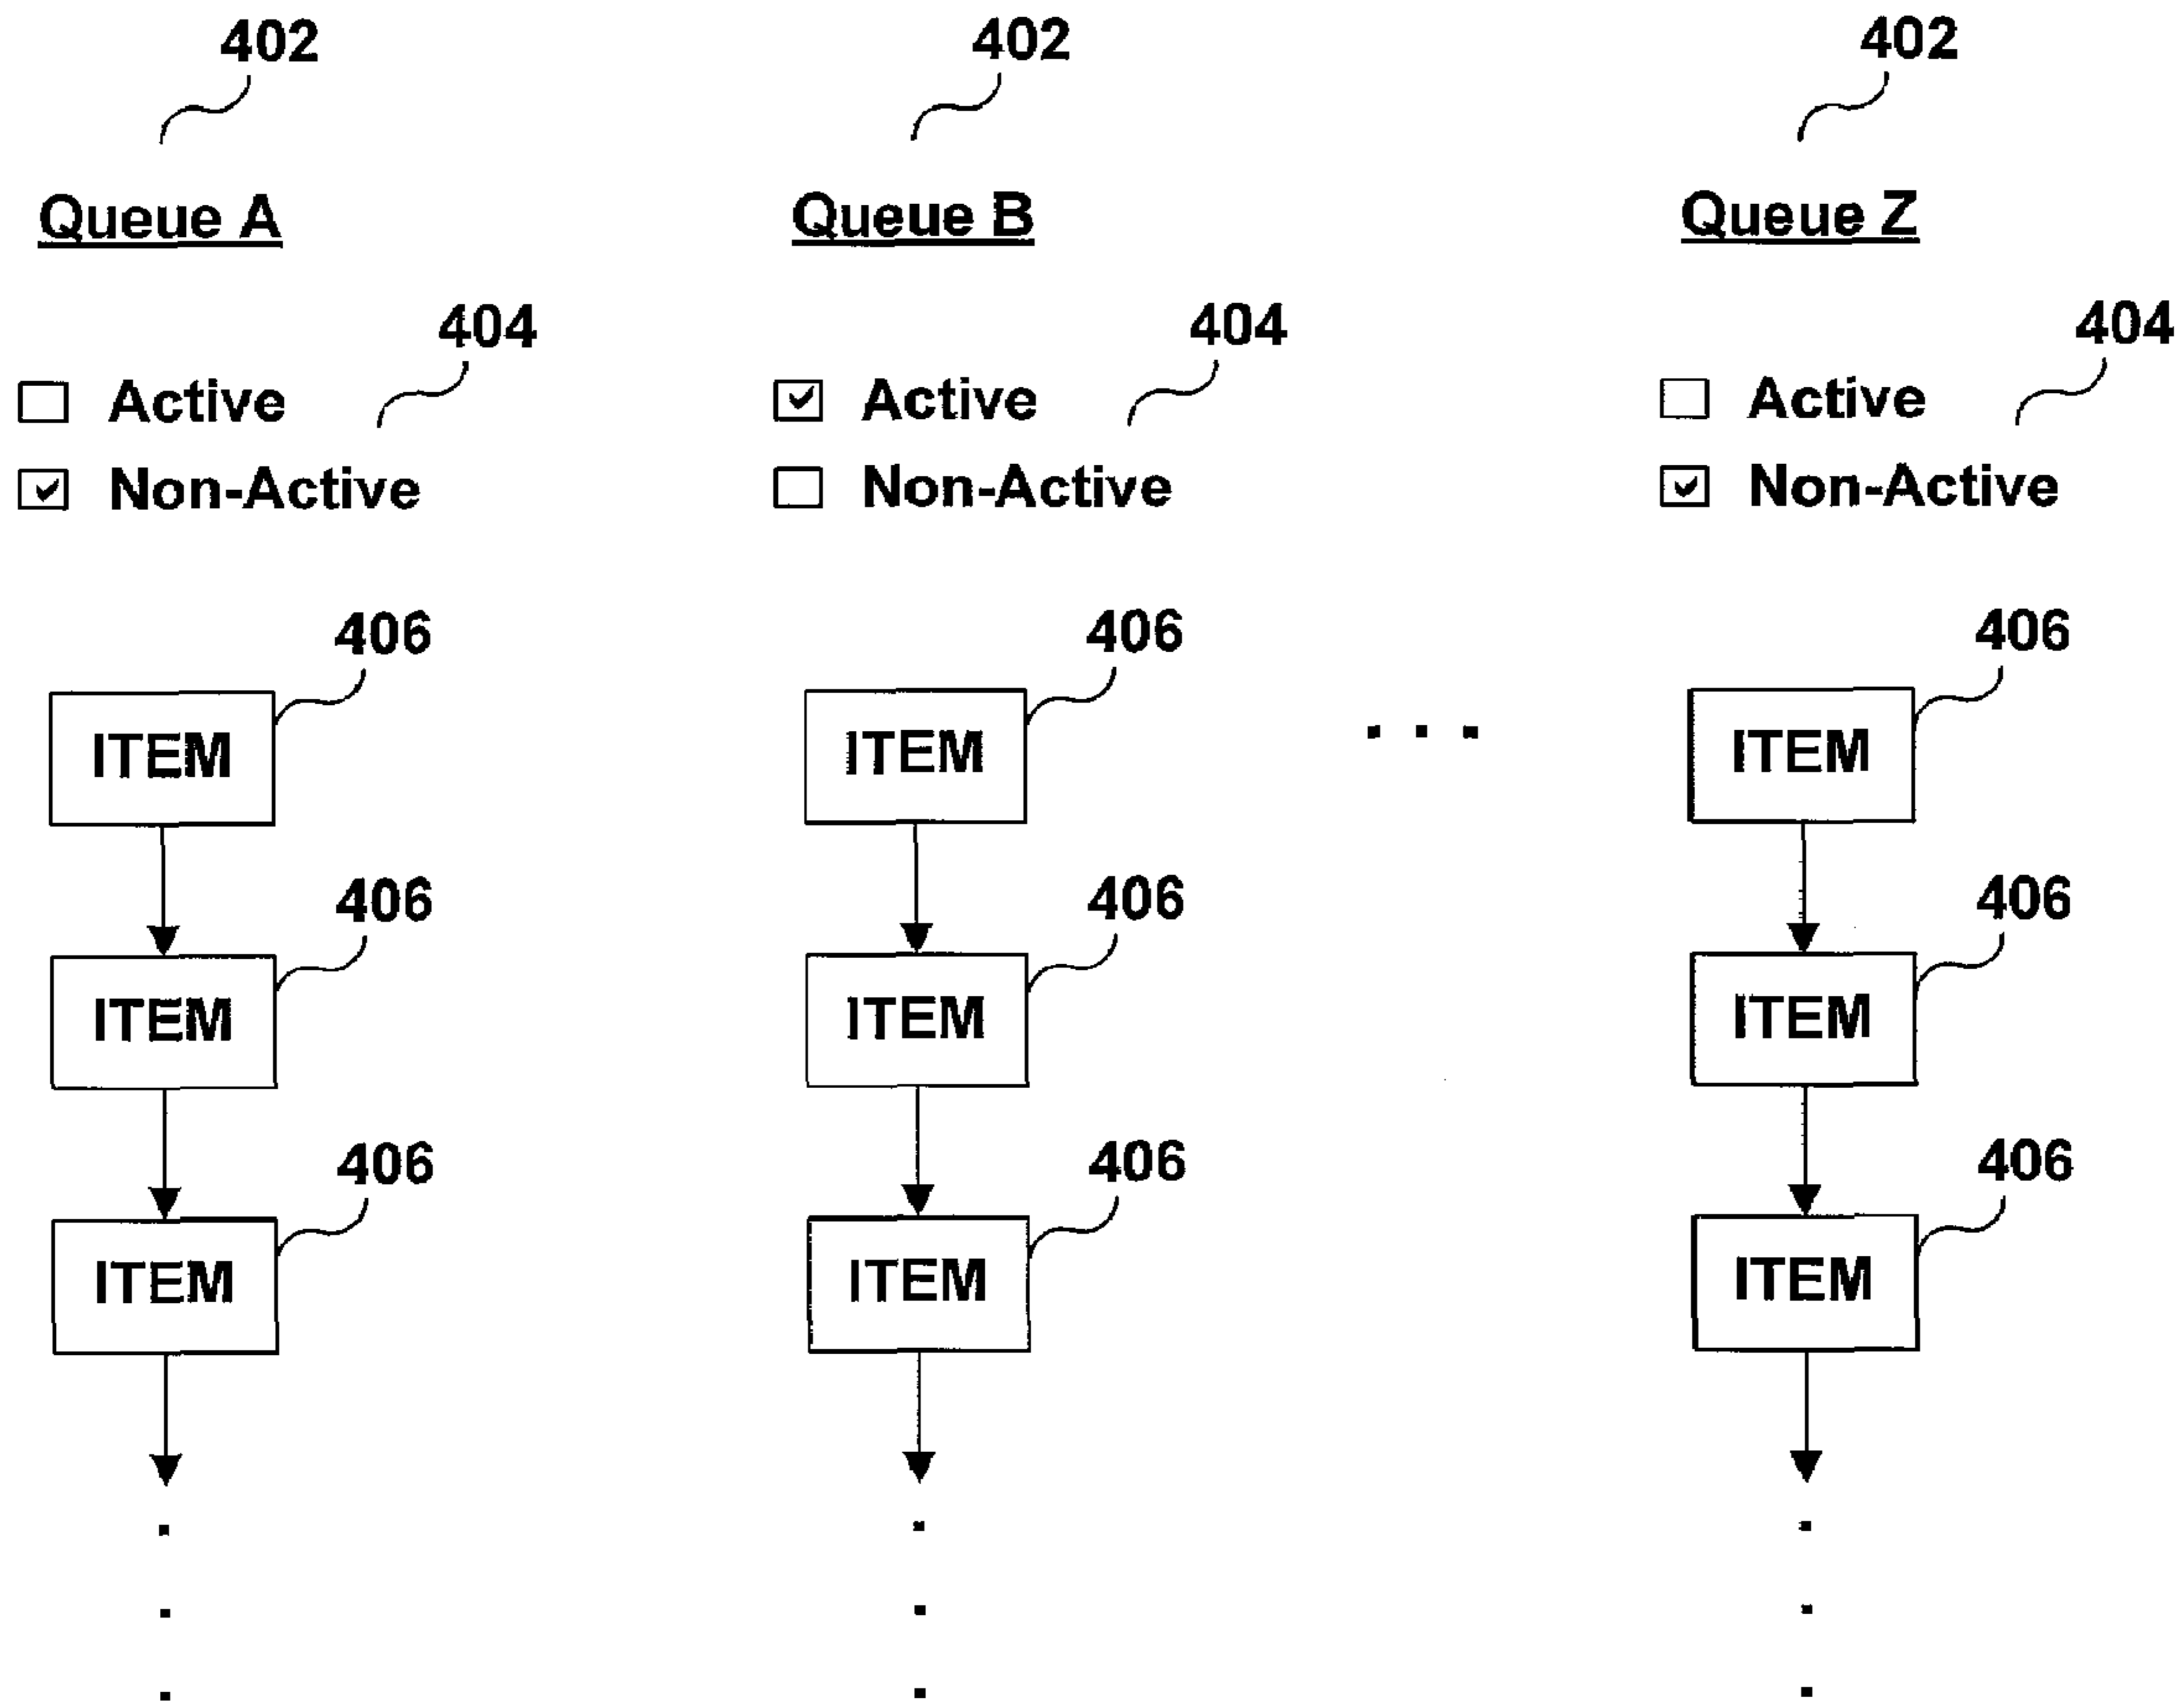 402 402 402
Queue A Queue B Queue Z
404 404 404
Active Active Active
Non-Active Non-Active Non-Active
406 406 406
ITEM ITEM ITEM
406 406 406
ITEM ITEM ITEM
406 406 406
ITEM ITEM ITEM